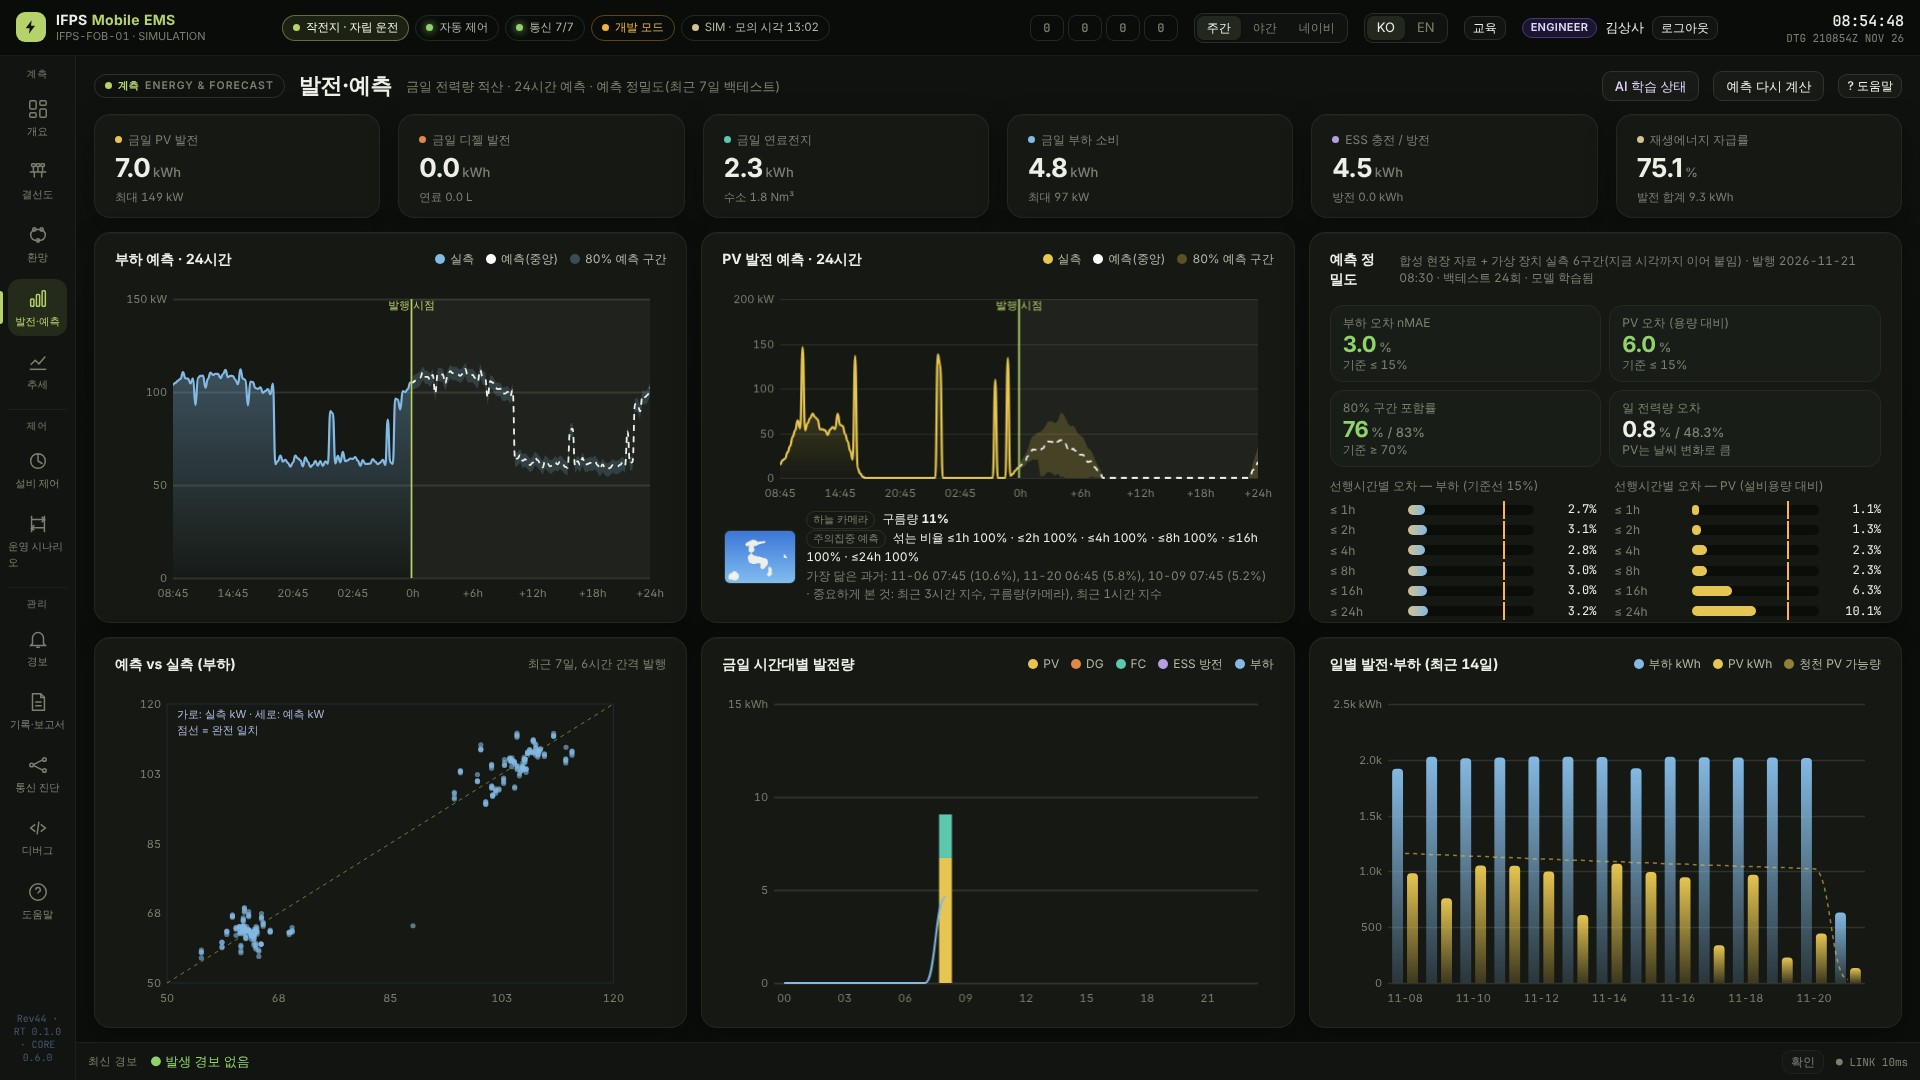 IFPS Mobile EMS
IFPS-FOB-01 · SIMULATION
작전지 · 자립 운전
자동 제어
통신 7/7
개발 모드
SIM · 모의 시각 13:02
0 0 0 0
주간 야간 네이비
KO EN
교육
ENGINEER 김상사 로그아웃
08:54:48
DTG 210854Z NOV 26
계측
개요
결선도
환망
발전·예측
추세
제어
설비 제어
운영 시나리
오
관리
경보
기록·보고서
통신 진단
디버그
도움말
Rev44 ·
RT 0.1.0
· CORE
0.6.0
계측 ENERGY & FORECAST
발전·예측
금일 전력량 적산 · 24시간 예측 · 예측 정밀도(최근 7일 백테스트)
AI 학습 상태
예측 다시 계산
? 도움말
금일 PV 발전
7.0 kWh
최대 149 kW
금일 디젤 발전
0.0 kWh
연료 0.0 L
금일 연료전지
2.3 kWh
수소 1.8 Nm³
금일 부하 소비
4.8 kWh
최대 97 kW
ESS 충전 / 방전
4.5 kWh
방전 0.0 kWh
재생에너지 자급률
75.1 %
발전 합계 9.3 kWh
부하 예측 · 24시간
실측 예측(중앙) 80% 예측 구간
발행 시점
150 kW
100
50
0
08:45 14:45 20:45 02:45 0h +6h +12h +18h +24h
PV 발전 예측 · 24시간
실측 예측(중앙) 80% 예측 구간
발행 시점
200 kW
150
100
50
0
08:45 14:45 20:45 02:45 0h +6h +12h +18h +24h
하늘 카메라 구름량 11%
주의집중 예측 섞는 비율 ≤1h 100% · ≤2h 100% · ≤4h 100% · ≤8h 100% · ≤16h
100% · ≤24h 100%
가장 닮은 과거: 11-06 07:45 (10.6%), 11-20 06:45 (5.8%), 10-09 07:45 (5.2%)
· 중요하게 본 것: 최근 3시간 지수, 구름량(카메라), 최근 1시간 지수
예측 정
밀도
합성 현장 자료 + 가상 장치 실측 6구간(지금 시각까지 이어 붙임) · 발행 2026-11-21
08:30 · 백테스트 24회 · 모델 학습됨
부하 오차 nMAE
3.0 %
기준 ≤ 15%
PV 오차 (용량 대비)
6.0 %
기준 ≤ 15%
80% 구간 포함률
76 % / 83%
기준 ≥ 70%
일 전력량 오차
0.8 % / 48.3%
PV는 날씨 변화로 큼
선행시간별 오차 — 부하 (기준선 15%)
≤ 1h 2.7%
≤ 2h 3.1%
≤ 4h 2.8%
≤ 8h 3.0%
≤ 16h 3.0%
≤ 24h 3.2%
선행시간별 오차 — PV (설비용량 대비)
≤ 1h 1.1%
≤ 2h 1.3%
≤ 4h 2.3%
≤ 8h 2.3%
≤ 16h 6.3%
≤ 24h 10.1%
예측 vs 실측 (부하)
최근 7일, 6시간 간격 발행
가로: 실측 kW · 세로: 예측 kW
점선 = 완전 일치
120
103
85
68
50
50 68 85 103 120
금일 시간대별 발전량
PV DG FC ESS 방전 부하
15 kWh
10
5
0
00 03 06 09 12 15 18 21
일별 발전·부하 (최근 14일)
부하 kWh PV kWh 청천 PV 가능량
2.5k kWh
2.0k
1.5k
1.0k
500
0
11-08 11-10 11-12 11-14 11-16 11-18 11-20
최신 경보 발생 경보 없음
확인
LINK 10ms